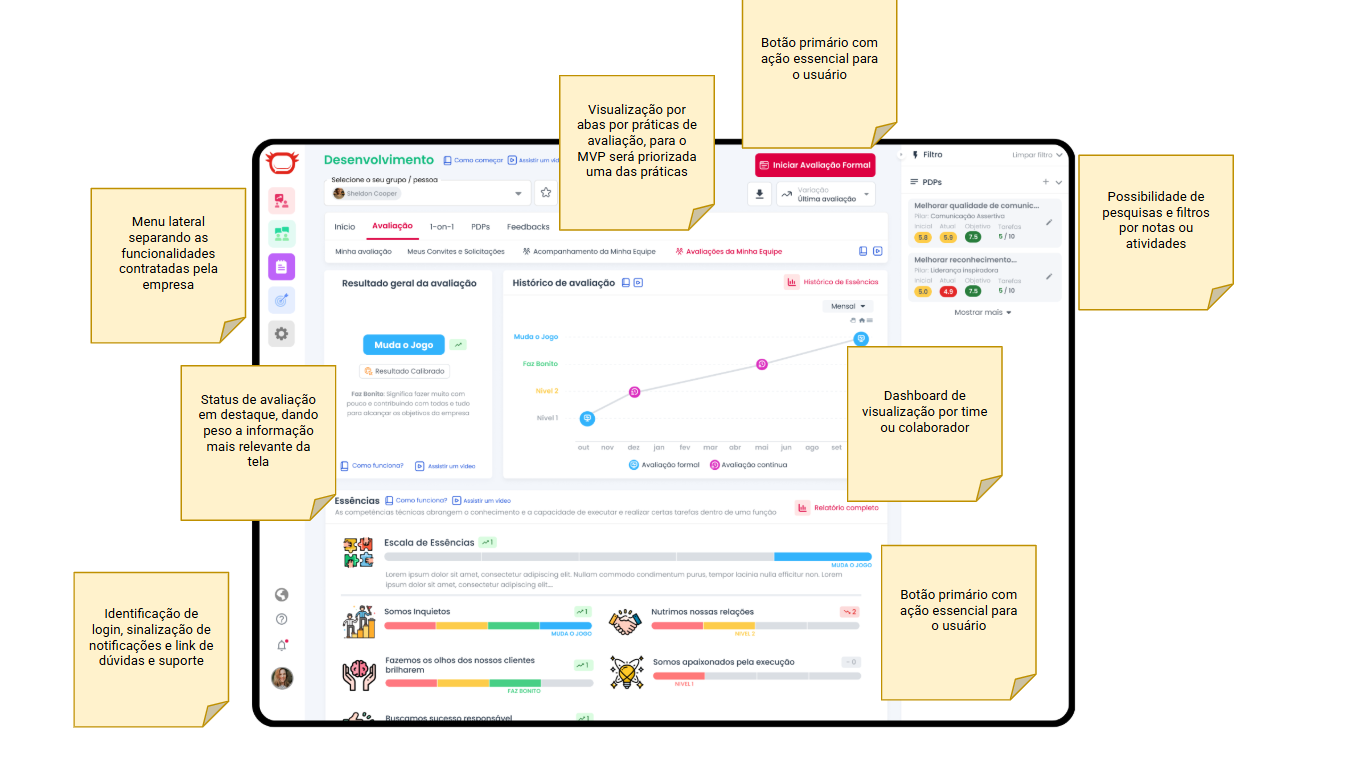 Botão primário com
ação essencial para
o usuário
Visualização por
abas por práticas de
avaliação, para o
MVP será priorizada
uma das práticas
Menu lateral
separando as
funcionalidades
contratadas pela
empresa
Possibilidade de
pesquisas e filtros
por notas ou
atividades
Status de avaliação
em destaque, dando
peso a informação
mais relevante da
tela
Dashboard de
visualização por time
ou colaborador
Identificação de
login, sinalização de
notificações e link de
dúvidas e suporte
Botão primário com
ação essencial para
o usuário
Desenvolvimento Como começar Assistir um
Iniciar Avaliação Formal
Selecione o seu grupo / pessoa
Sheldon Cooper
Variação
Última avaliação
Início Avaliação 1-on-1 PDPs Feedbacks
Minha avaliação Meus Convites e Solicitações Acompanhamento da Minha Equipe Avaliações da Minha Equipe
Filtro Limpar filtro
PDPs +
Melhorar qualidade de comunic...
Pilar: Comunicação Assertiva
Inicial Atual Objetivo Tarefas
5.8 5.9 7.5 5 / 10
Melhorar reconhecimento...
Pilar: Liderança Inspiradora
Inicial Atual Objetivo Tarefas
5.0 4.9 7.5 5 / 10
Mostrar mais
Resultado geral da avaliação
Muda o Jogo
Resultado Calibrado
Faz Bonito: Significa fazer muito com
pouco e contribuindo com todos e tudo
para alcançar os objetivos da empresa
Como funciona? Assistir um vídeo
Histórico de avaliação Histórico de Essências
Mensal
Muda o Jogo
Faz Bonito
Nível 2
Nível 1
out nov dez jan fev mar abr mai jun ago set
Avaliação formal Avaliação contínua
Essências Como funciona? Assistir um vídeo
As competências técnicas abrangem o conhecimento e a capacidade de executar e realizar certas tarefas dentro de uma função
Relatório completo
Escala de Essências 1
MUDA O JOGO
Lorem ipsum dolor sit amet, consectetur adipiscing elit. Nullam commodo condimentum purus, tempor lacinia nulla efficitur non. Lorem
ipsum dolor sit amet, consectetur adipiscing elit...
Somos Inquietos 1
MUDA O JOGO
Nutrimos nossas relações 2
NÍVEL 2
Fazemos os olhos dos nossos clientes
brilharem 1
FAZ BONITO
Somos apaixonados pela execução 0
NÍVEL 1
Buscamos sucesso responsável 1